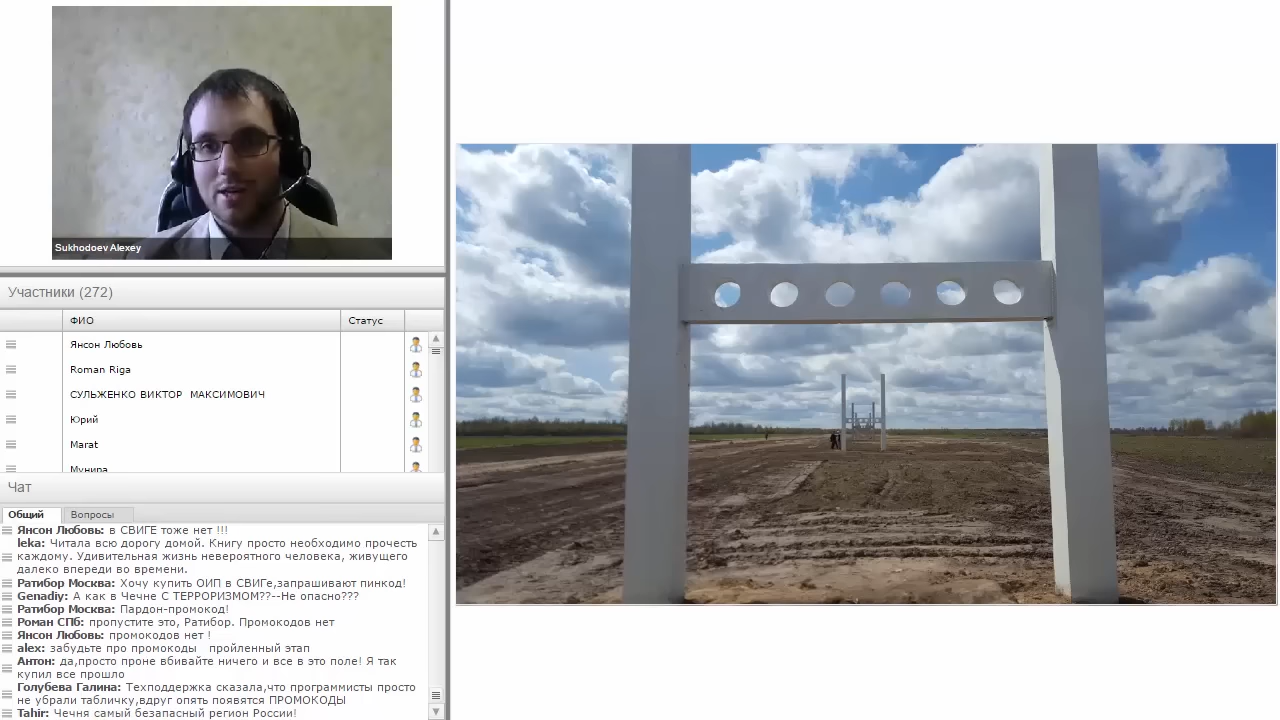 Sukhodoev Alexey
Участники (272)
ФИО
Статус
Янсон Любовь
Roman Riga
СУЛЬЖЕНКО ВИКТОР МАКСИМОВИЧ
Юрий
Marat
Мунира
Чат
Общий
Вопросы
Янсон Любовь: в СВИГЕ тоже нет !!!
leka: Читала всю дорогу домой. Книгу просто необходимо прочесть
каждому. Удивительная жизнь невероятного человека, живущего
далеко впереди во времени.
Ратибор Москва: Хочу купить ОИП в СВИГе,запрашивают пинкод!
Genadiy: А как в Чечне С ТЕРРОРИЗМОМ??--Не опасно???
Ратибор Москва: Пардон-промокод!
Роман СПб: пропустите это, Ратибор. Промокодов нет
Янсон Любовь: промокодов нет !
alex: забудьте про промокоды пройленный этап
Антон: да,просто проне вбивайте ничего и все в это поле! Я так
купил все прошло
Голубева Галина: Техподдержка сказала,что программисты просто
не убрали табличку,вдруг опять появятся ПРОМОКОДЫ
Tahir: Чечня самый безапасный регион России!